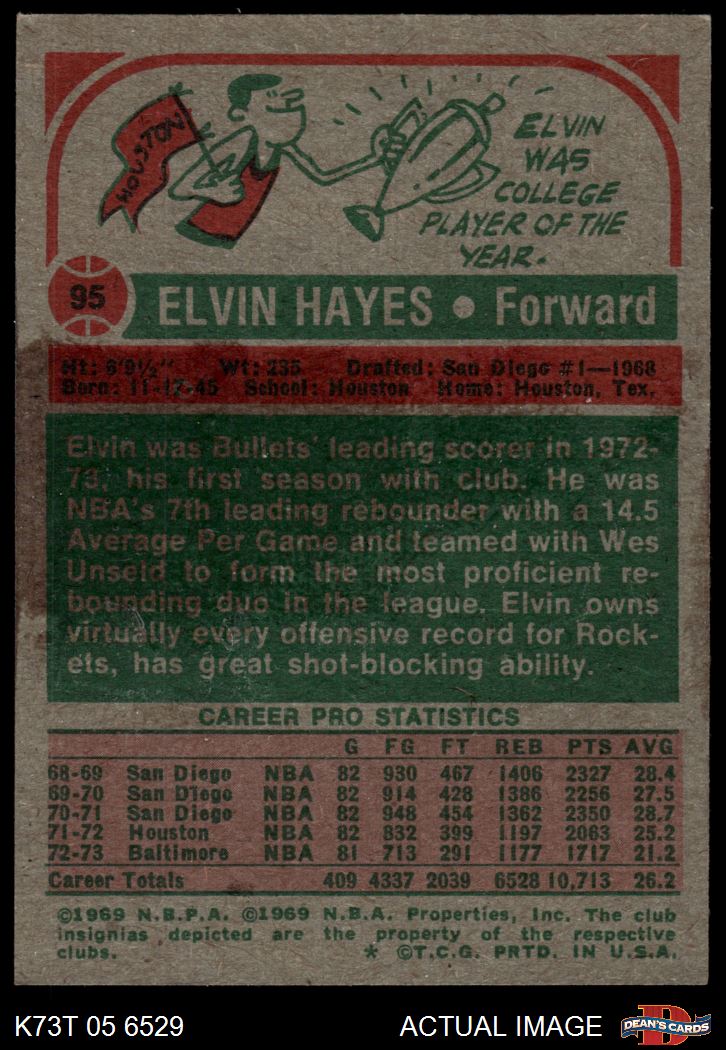 HOUSTON
ELVIN
WAS
COLLEGE
PLAYER OF THE
YEAR.
95
ELVIN HAYES • Forward
Ht: 6'9½" Wt: 235 Drafted: San Diego #1—1968
Born: 11-17-45 School: Houston Home: Houston, Tex.
Elvin was Bullets' leading scorer in 1972-
73, his first season with club. He was
NBA's 7th leading rebounder with a 14.5
Average Per Game and teamed with Wes
Unseld to form the most proficient re-
bounding duo in the league. Elvin owns
virtually every offensive record for Rock-
ets, has great shot-blocking ability.
CAREER PRO STATISTICS
G FG FT REB PTS AVG
68-69 San Diego NBA 82 930 467 1406 2327 28.4
69-70 San Diego NBA 82 914 428 1386 2256 27.5
70-71 San Diego NBA 82 948 454 1362 2350 28.7
71-72 Houston NBA 82 832 399 1197 2063 25.2
72-73 Baltimore NBA 81 713 291 1177 1717 21.2
Career Totals 409 4337 2039 6528 10,713 26.2
©1969 N.B.P.A. ©1969 N.B.A. Properties, Inc. The club
insignias depicted are the property of the respective
clubs. * ©T.C.G. PRTD. IN U.S.A.
K73T 05 6529 ACTUAL IMAGE
D
DEAN'S CARDS